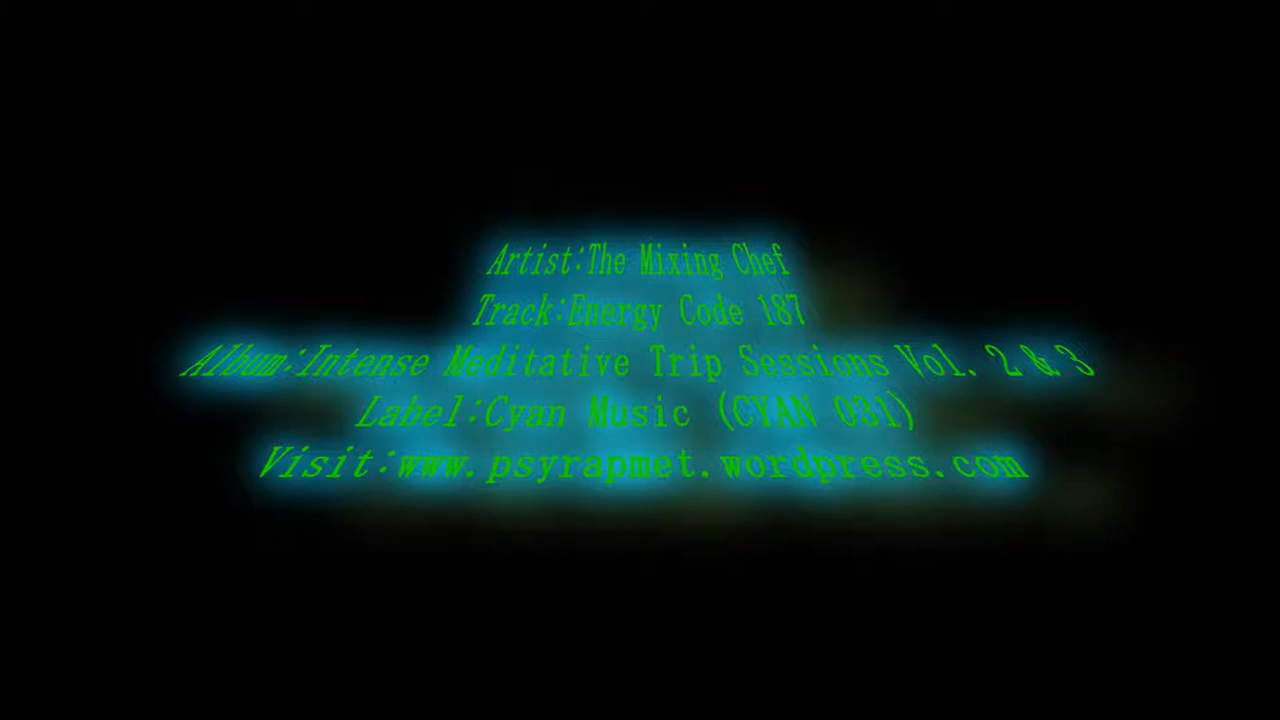 Artist:The Mixing Chef
Track:Energy Code 187
Album:Intense Meditative Trip Sessions Vol. 2 & 3
Label:Cyan Music (CYAN 031)
Visit:www.psyrapmet.wordpress.com